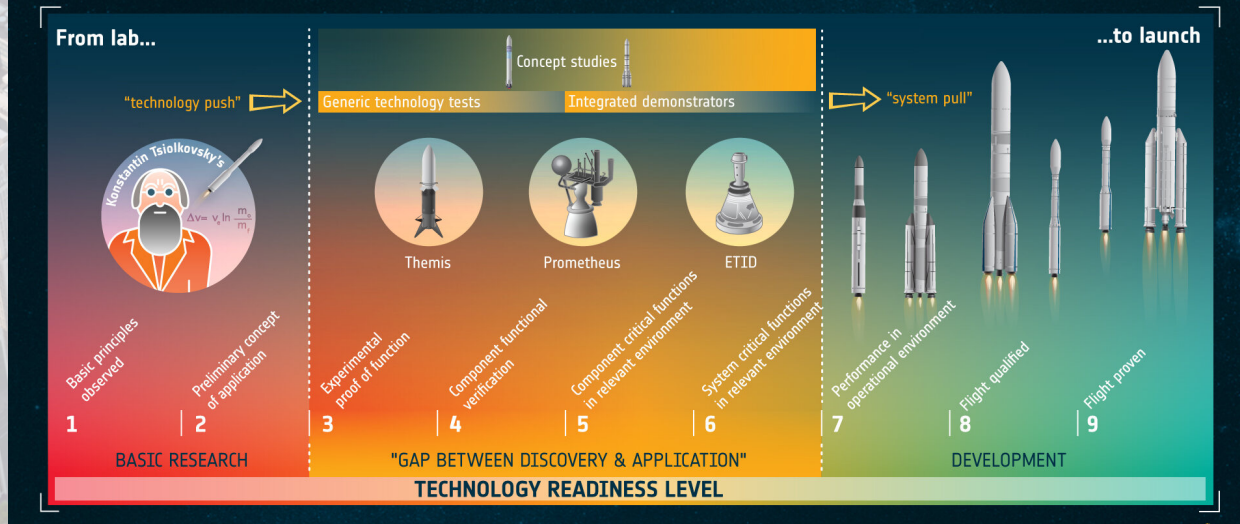 From lab...
...to launch
Concept studies
"technology push"
Generic technology tests
Integrated demonstrators
"system pull"
Konstantin Tsiolkovsky's
Δv= vₑ ln m₀/m_f
Themis
Prometheus
ETID
Basic principles
observed
Preliminary concept
of application
Experimental
proof of function
Component functional
verification
Component critical functions
in relevant environment
System critical functions
in relevant environment
Performance in
operational environment
Flight qualified
Flight proven
1
2
3
4
5
6
7
8
9
BASIC RESEARCH
"GAP BETWEEN DISCOVERY & APPLICATION"
DEVELOPMENT
TECHNOLOGY READINESS LEVEL